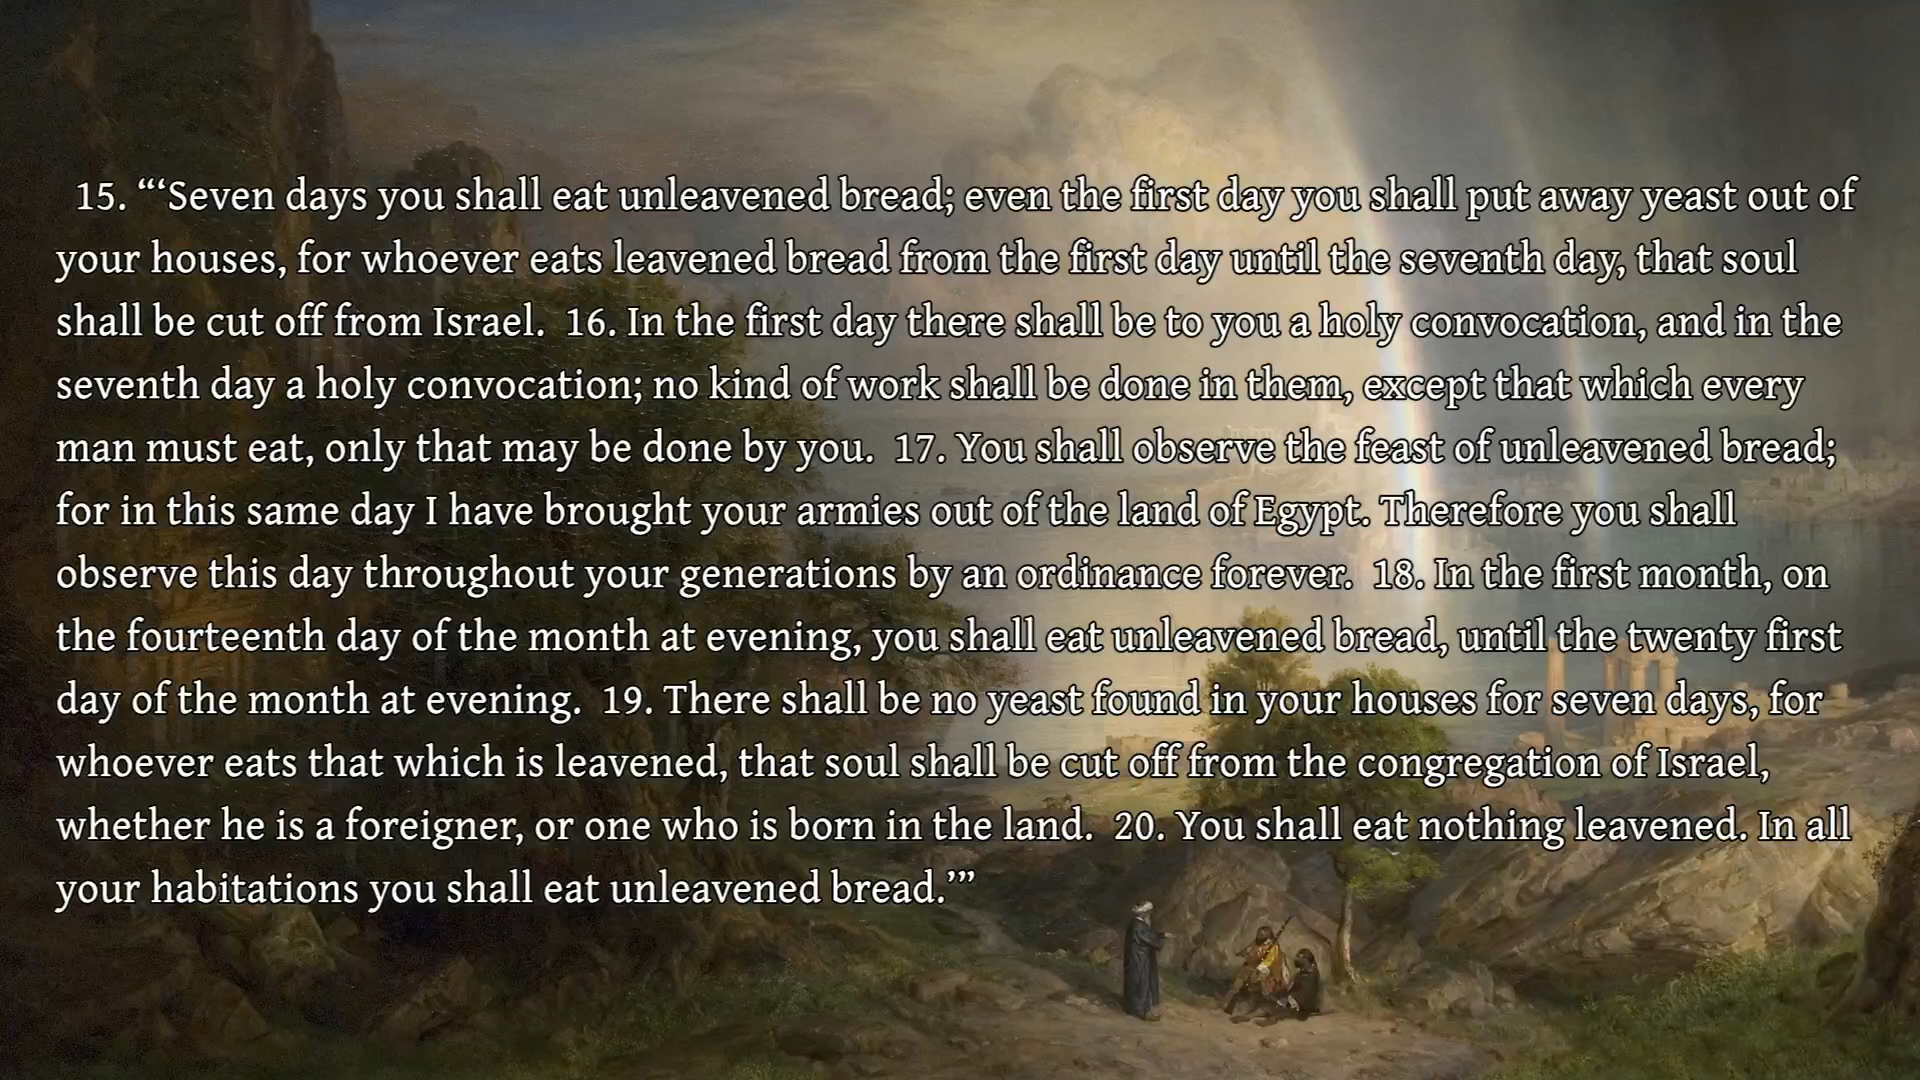 15. “‘Seven days you shall eat unleavened bread; even the first day you shall put away yeast out of
your houses, for whoever eats leavened bread from the first day until the seventh day, that soul
shall be cut off from Israel.  16. In the first day there shall be to you a holy convocation, and in the
seventh day a holy convocation; no kind of work shall be done in them, except that which every
man must eat, only that may be done by you.  17. You shall observe the feast of unleavened bread;
for in this same day I have brought your armies out of the land of Egypt. Therefore you shall
observe this day throughout your generations by an ordinance forever.  18. In the first month, on
the fourteenth day of the month at evening, you shall eat unleavened bread, until the twenty first
day of the month at evening.  19. There shall be no yeast found in your houses for seven days, for
whoever eats that which is leavened, that soul shall be cut off from the congregation of Israel,
whether he is a foreigner, or one who is born in the land.  20. You shall eat nothing leavened. In all
your habitations you shall eat unleavened bread.’”